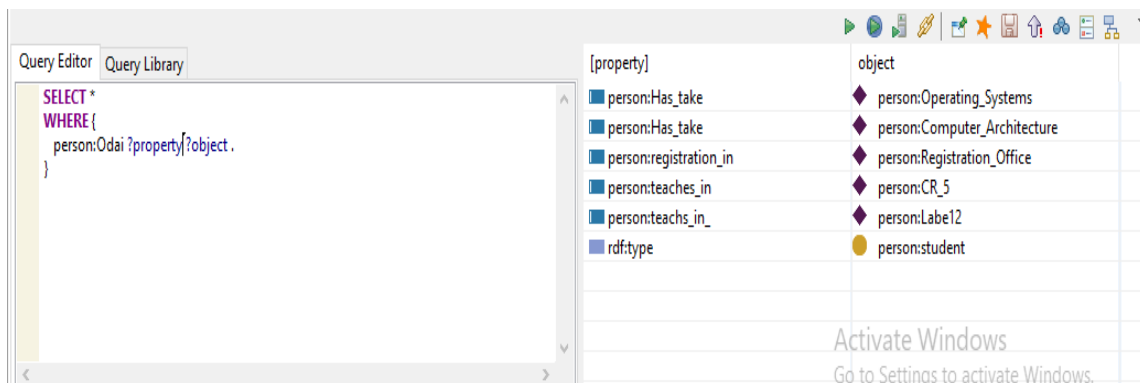 Query Editor Query Library
SELECT *
WHERE {
person:Odai ?property ?object .
}
[property] object
person:Has_take person:Operating_Systems
person:Has_take person:Computer_Architecture
person:registration_in person:Registration_Office
person:teaches_in person:CR_5
person:teachs_in_ person:Labe12
rdf:type person:student
Activate Windows
Go to Settings to activate Windows.